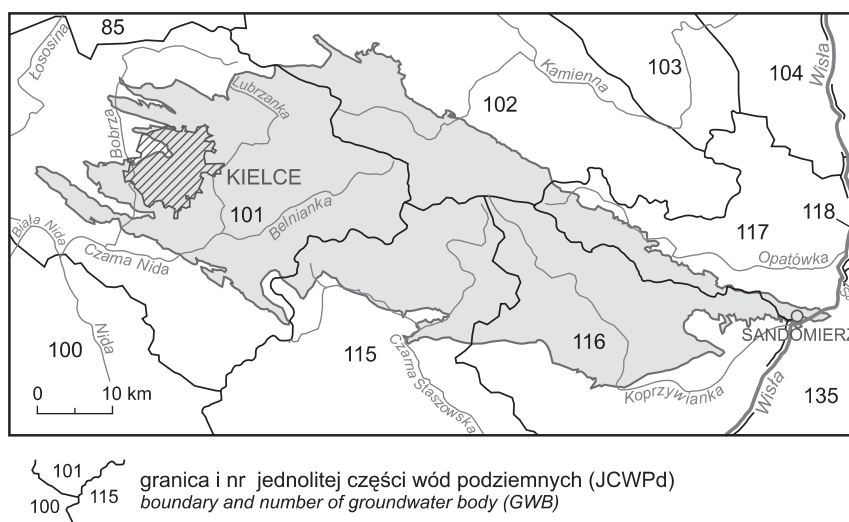 85
Łososina
Bobrza
Lubrzanka
KIELCE
101
Belnianka
Biała Nida
Czarna Nida
Nida
100
0 10 km
102
Kamienna
103
104
Wisła
117
118
Opatówka
SANDOMIERZ
116
115
Czarna Staszowska
Koprzywianka
Wisła
135
101
100
115
granica i nr jednolitej części wód podziemnych (JCWPd)
boundary and number of groundwater body (GWB)